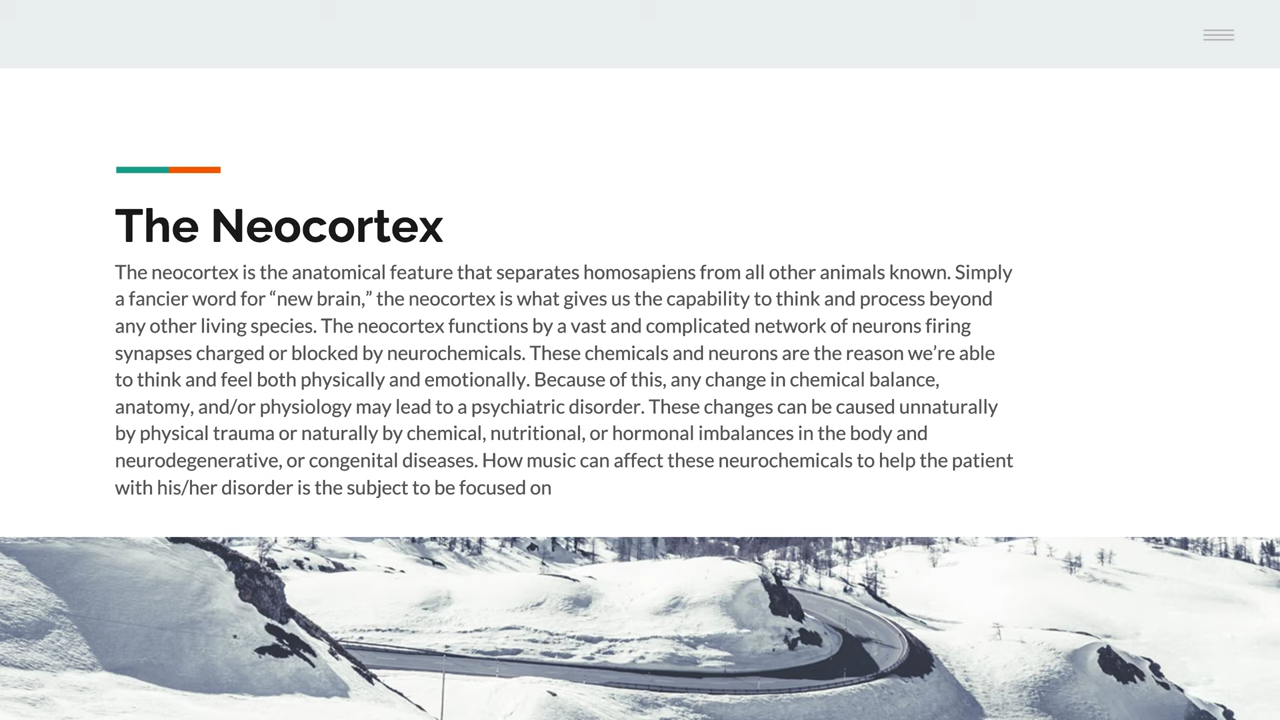 The Neocortex
The neocortex is the anatomical feature that separates homosapiens from all other animals known. Simply
a fancier word for “new brain,” the neocortex is what gives us the capability to think and process beyond
any other living species. The neocortex functions by a vast and complicated network of neurons firing
synapses charged or blocked by neurochemicals. These chemicals and neurons are the reason we’re able
to think and feel both physically and emotionally. Because of this, any change in chemical balance,
anatomy, and/or physiology may lead to a psychiatric disorder. These changes can be caused unnaturally
by physical trauma or naturally by chemical, nutritional, or hormonal imbalances in the body and
neurodegenerative, or congenital diseases. How music can affect these neurochemicals to help the patient
with his/her disorder is the subject to be focused on